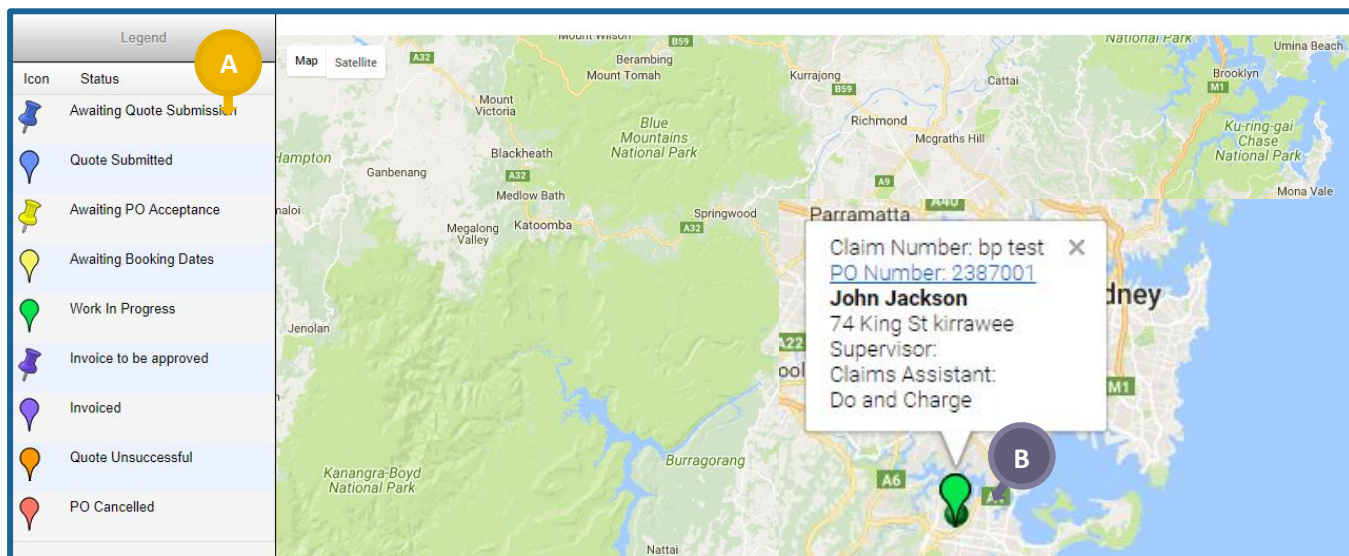 Legend
A
Icon Status
Awaiting Quote Submission
Quote Submitted
Awaiting PO Acceptance
Awaiting Booking Dates
Work In Progress
Invoice to be approved
Invoiced
Quote Unsuccessful
PO Cancelled
Map Satellite
Mount Wilson
B59
National Park
Umina Beach
A32
Berambing
Mount Tomah
Kurrajong
Cattai
Brooklyn
M1
B59
Mount
Victoria
Richmond
Blue
Mountains
National Park
Mcgraths Hill
Ku-ring-gai
Chase
National Park
Hampton
Blackheath
Ganbenang
A32
A9
Mona Vale
Medlow Bath
Springwood
Parramatta
A40
Megalong
Valley
Katoomba
A32
Claim Number: bp test
PO Number: 2387001
John Jackson
74 King St kirrawee
Supervisor:
Claims Assistant:
Do and Charge
dney
Jenolan
A22
M1
B
Burragorang
Kanangra-Boyd
National Park
A6
Nattai